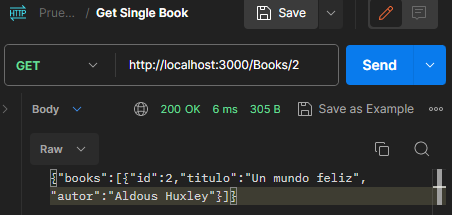 HTTP Prue... / Get Single Book Save
GET http://localhost:3000/Books/2 Send
Body 200 OK 6 ms 305 B Save as Example
Raw
{"books":[{"id":2,"titulo":"Un mundo feliz",
"autor":"Aldous Huxley"}]}